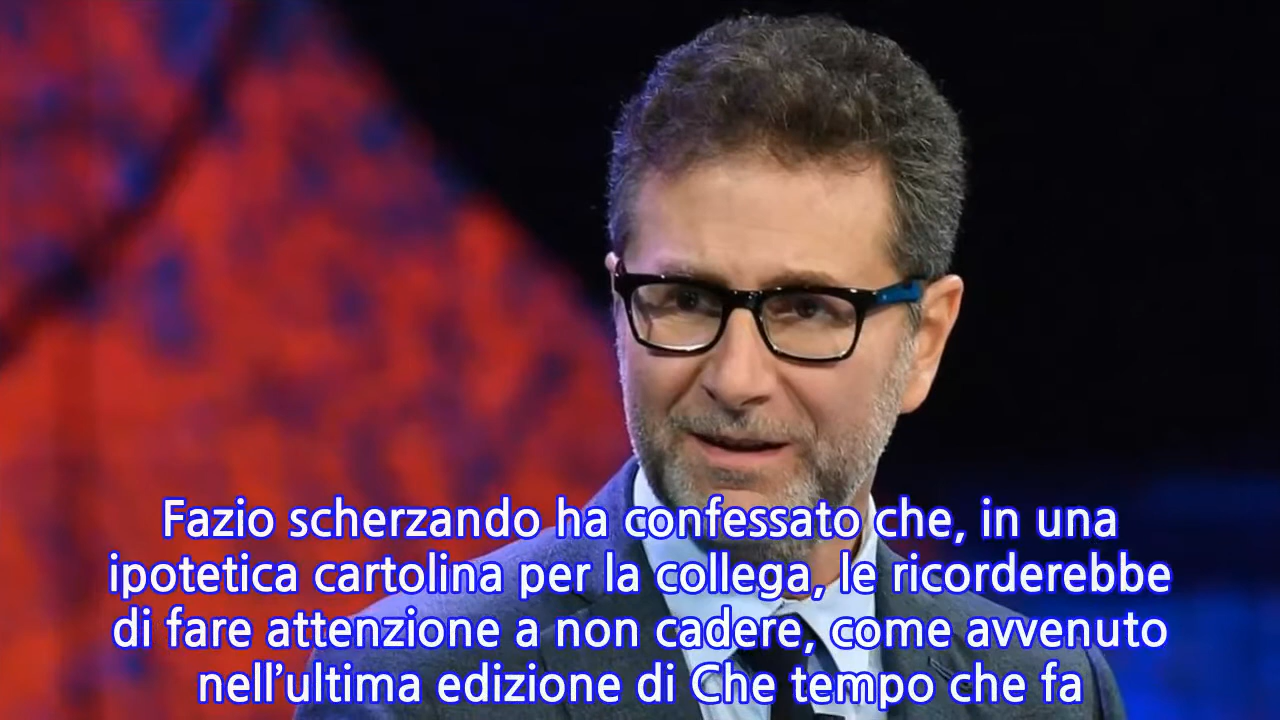 Fazio scherzando ha confessato che, in una
ipotetica cartolina per la collega, le ricorderebbe
di fare attenzione a non cadere, come avvenuto
nell'ultima edizione di Che tempo che fa